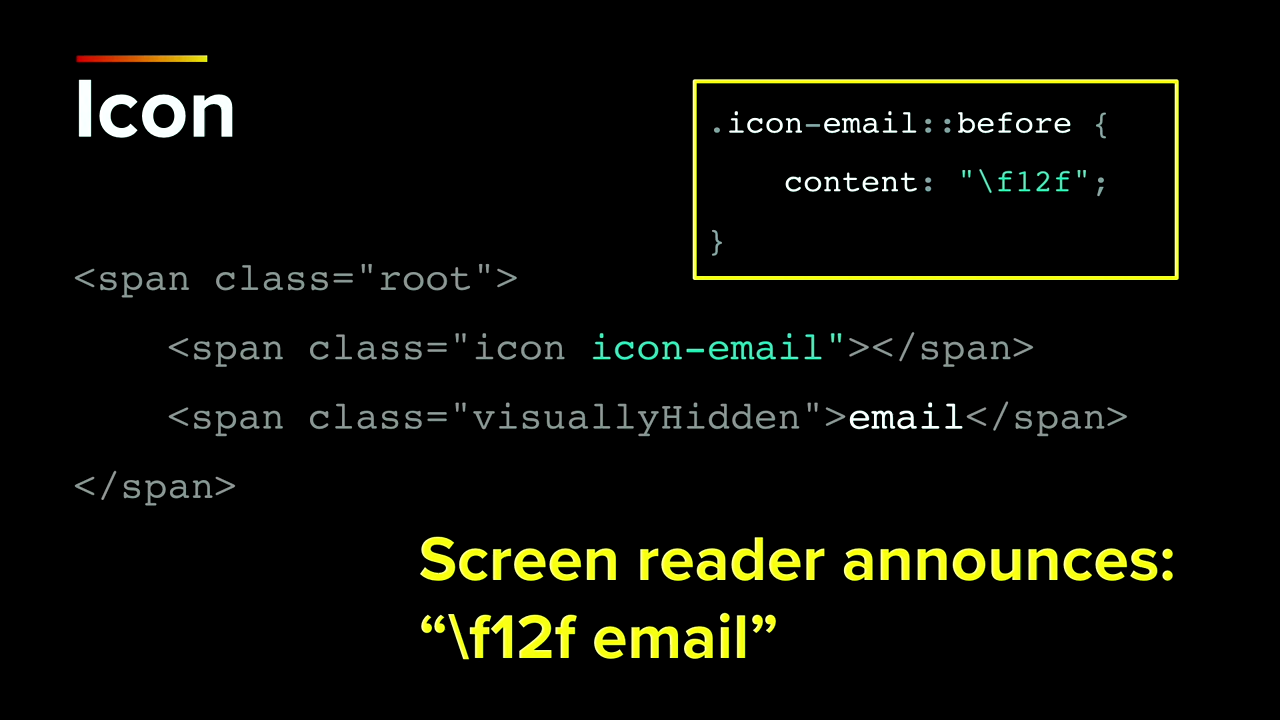 Icon
.icon-email::before {
content: "\f12f";
}
<span class="root">
<span class="icon icon-email"></span>
<span class="visuallyHidden">email</span>
</span>
Screen reader announces:
“\f12f email”